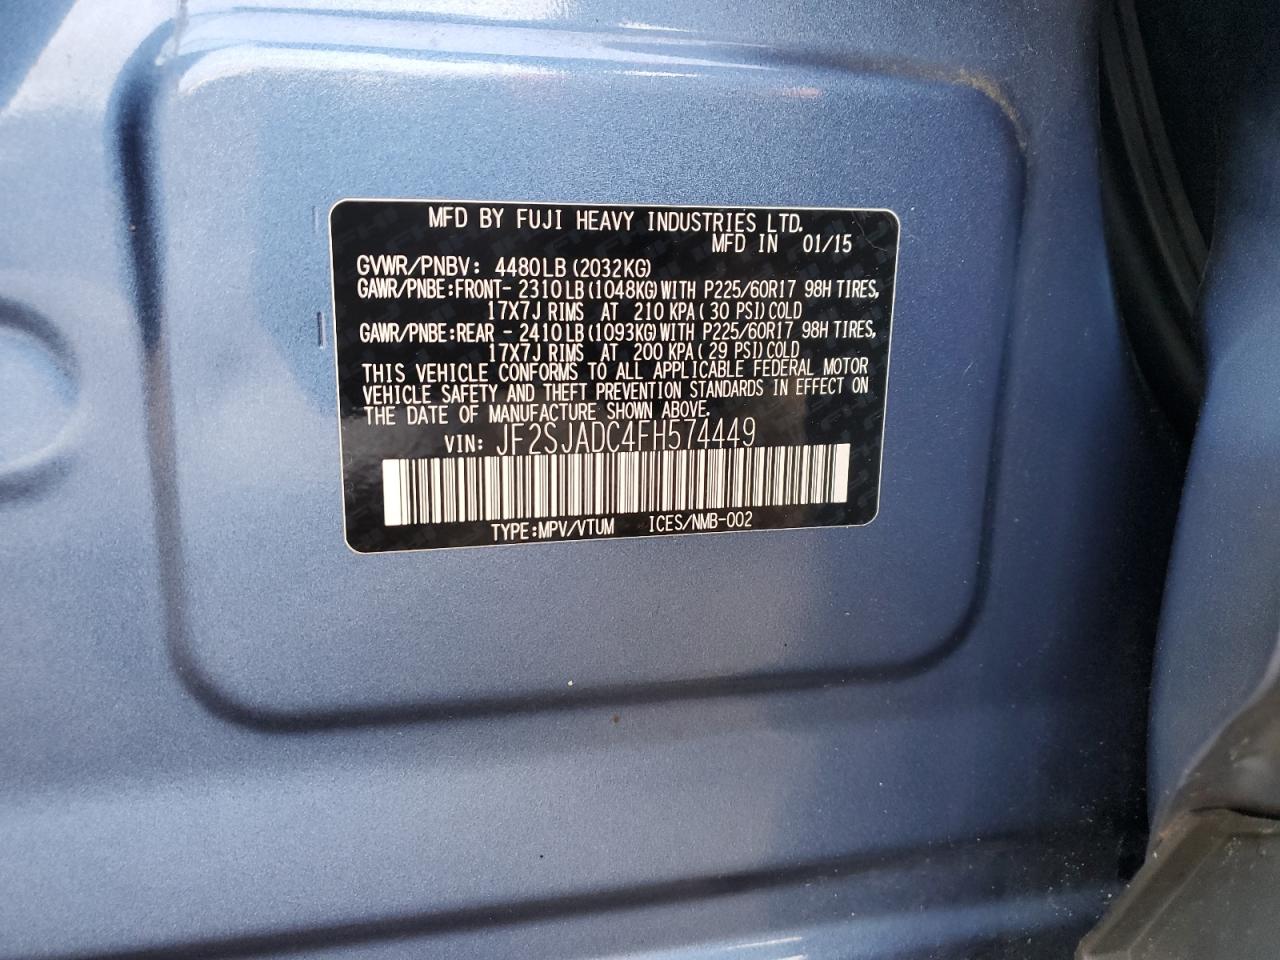 MFD BY FUJI HEAVY INDUSTRIES LTD.
MFD IN 01/15
GVWR/PNBV: 4480LB (2032KG)
GAWR/PNBE:FRONT- 2310LB(1048KG)WITH P225/60R17 98H TIRES,
17X7J RIMS AT 210 KPA( 30 PSI)COLD
GAWR/PNBE:REAR - 2410LB(1093KG)WITH P225/60R17 98H TIRES,
17X7J RIMS AT 200 KPA( 29 PSI)COLD
THIS VEHICLE CONFORMS TO ALL APPLICABLE FEDERAL MOTOR
VEHICLE SAFETY AND THEFT PREVENTION STANDARDS IN EFFECT ON
THE DATE OF MANUFACTURE SHOWN ABOVE.
VIN: JF2SJADC4FH574449
TYPE:MPV/VTUM ICES/NMB-002